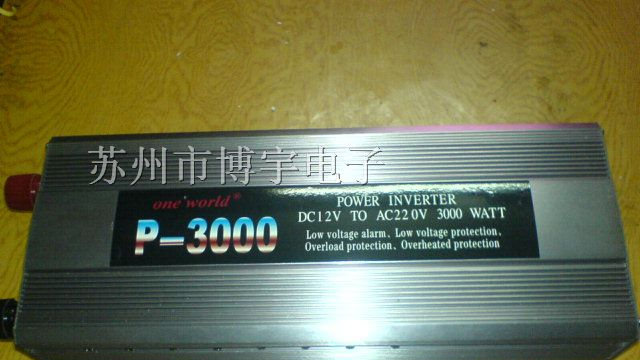 苏州市博宇电子
one world®
P-3000
POWER INVERTER
DC12V TO AC220V 3000 WATT
Low voltage alarm, Low voltage protection,
Overload protection, Overheated protection